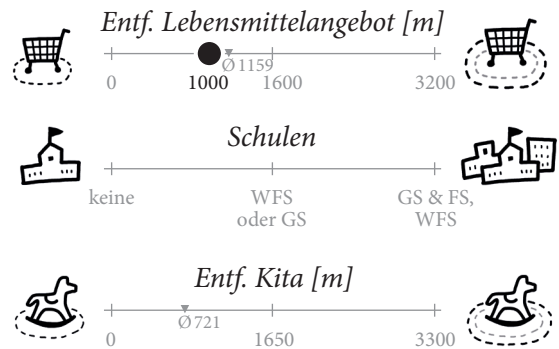 Entf. Lebensmittelangebot [m]
Ø 1159
0 1000 1600 3200
Schulen
keine WFS GS & FS,
oder GS WFS
Entf. Kita [m]
Ø 721
0 1650 3300